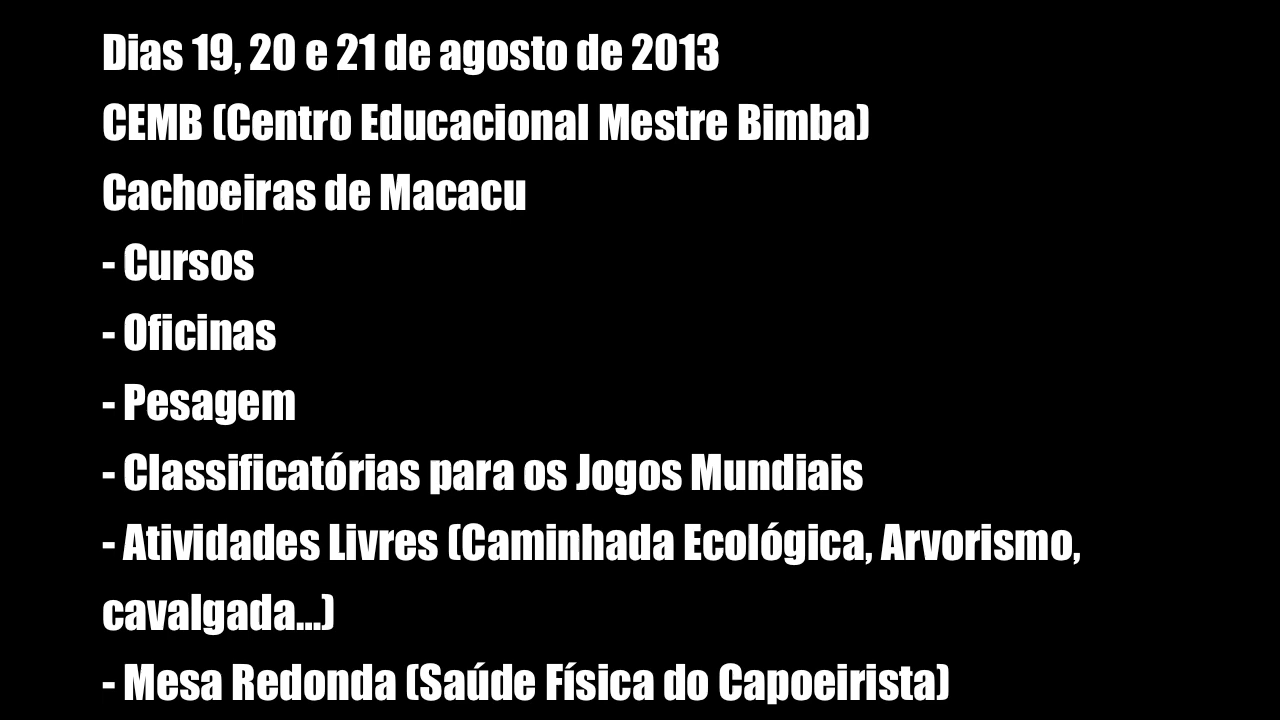 Dias 19, 20 e 21 de agosto de 2013
CEMB (Centro Educacional Mestre Bimba)
Cachoeiras de Macacu
- Cursos
- Oficinas
- Pesagem
- Classificatórias para os Jogos Mundiais
- Atividades Livres (Caminhada Ecológica, Arvorismo,
cavalgada...)
- Mesa Redonda (Saúde Física do Capoeirista)